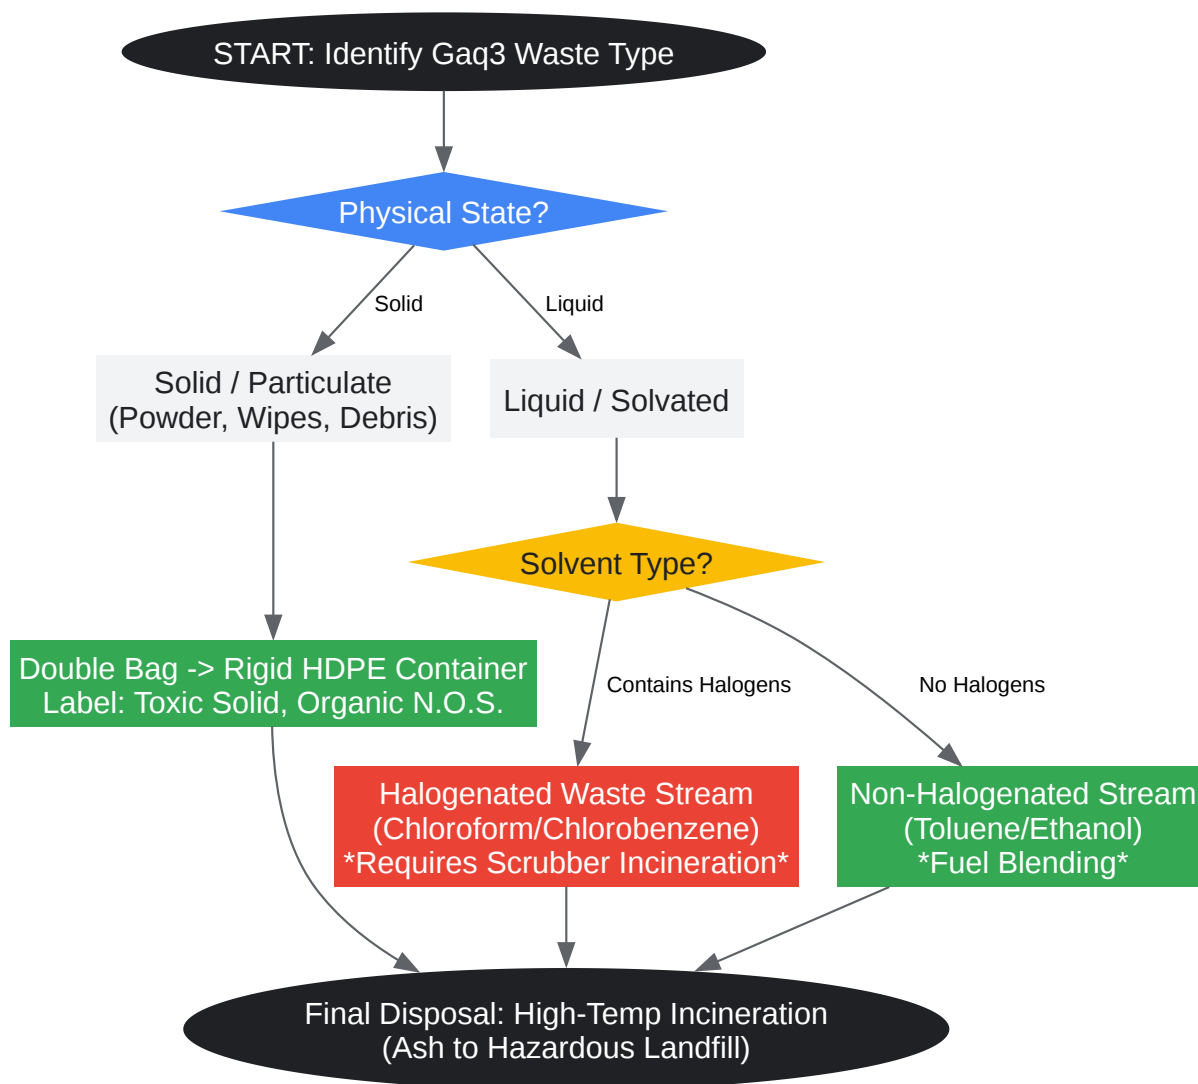 START: Identify Gaq3 Waste Type
Physical State?
Solid
Liquid
Solid / Particulate
(Powder, Wipes, Debris)
Liquid / Solvated
Solvent Type?
Double Bag -> Rigid HDPE Container
Label: Toxic Solid, Organic N.O.S.
Contains Halogens
No Halogens
Halogenated Waste Stream
(Chloroform/Chlorobenzene)
*Requires Scrubber Incineration*
Non-Halogenated Stream
(Toluene/Ethanol)
*Fuel Blending*
Final Disposal: High-Temp Incineration
(Ash to Hazardous Landfill)